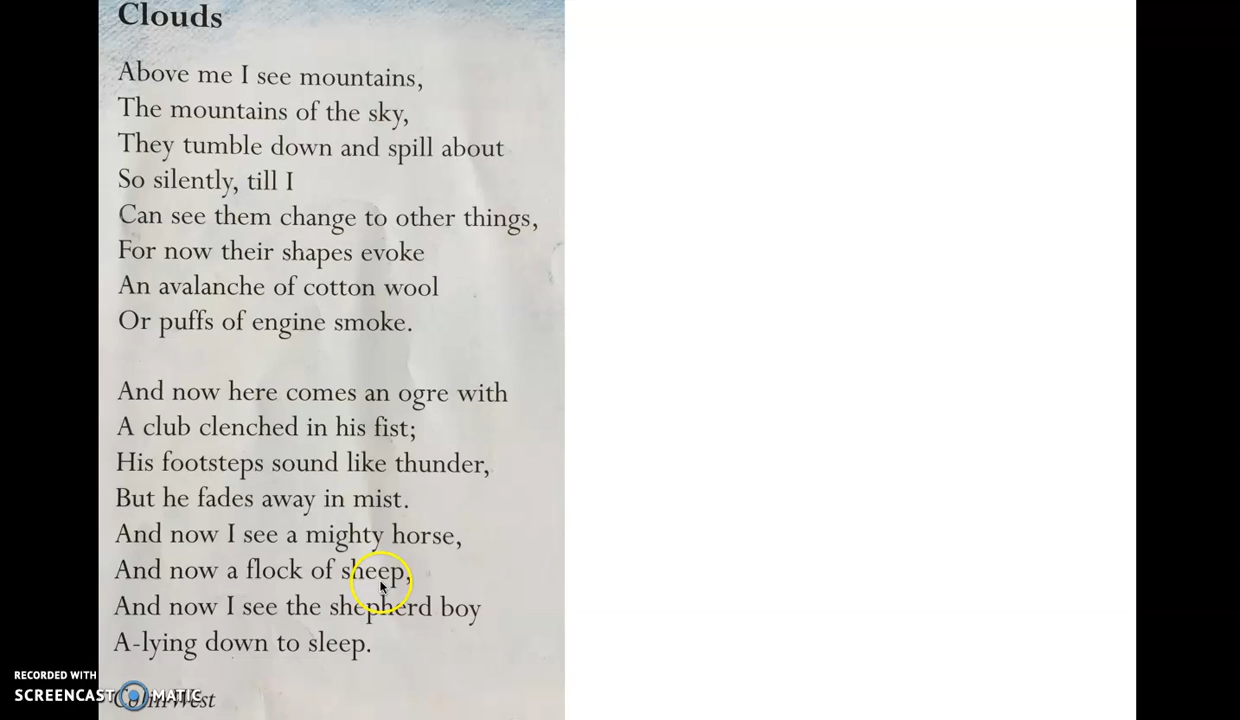 Clouds
Above me I see mountains,
The mountains of the sky,
They tumble down and spill about
So silently, till I
Can see them change to other things,
For now their shapes evoke
An avalanche of cotton wool
Or puffs of engine smoke.
And now here comes an ogre with
A club clenched in his fist;
His footsteps sound like thunder,
But he fades away in mist.
And now I see a mighty horse,
And now a flock of sheep,
And now I see the shepherd boy
A-lying down to sleep.
Colin West
RECORDED WITH
SCREENCAST MATIC